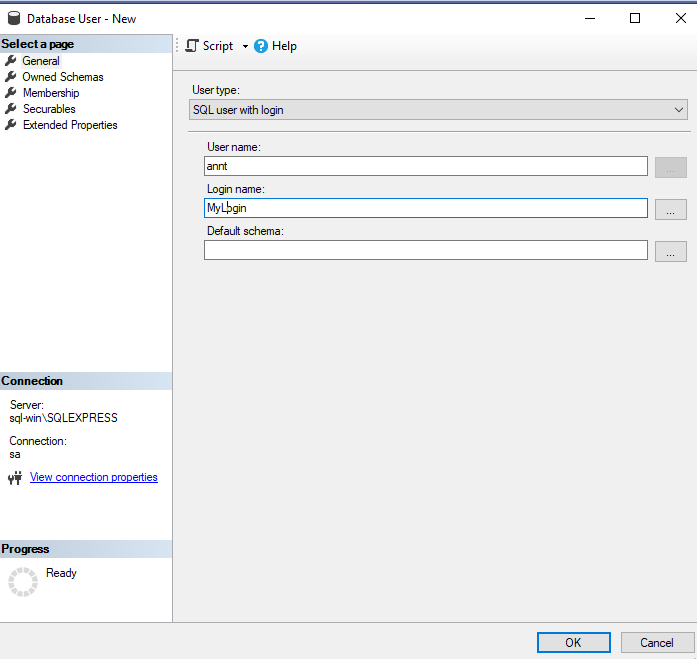 Database User - New
Select a page
General
Owned Schemas
Membership
Securables
Extended Properties
Script
Help
User type:
SQL user with login
User name:
annt
...
Login name:
MyLogin
...
Default schema:
...
Connection
Server:
sql-win\SQLEXPRESS
Connection:
sa
View connection properties
Progress
Ready
OK
Cancel